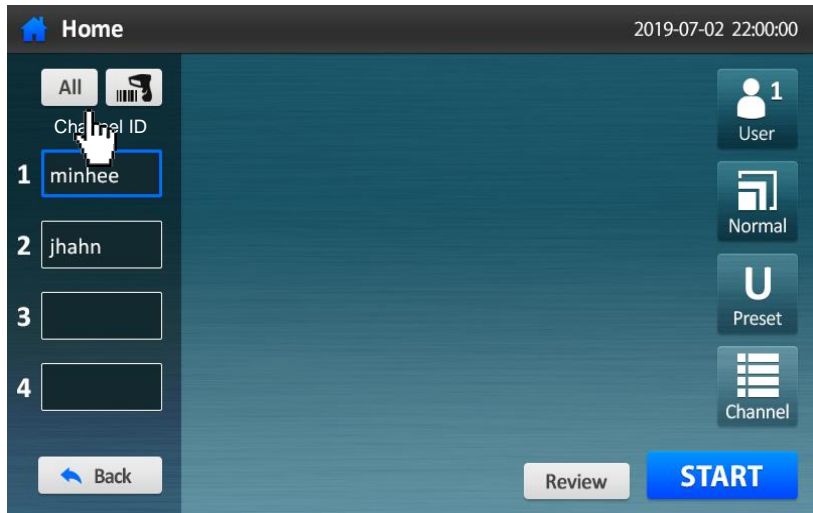 Home
2019-07-02 22:00:00
All
Channel ID
1 minhee
2 jhahn
3
4
Back
1
User
Normal
U
Preset
Channel
Review
START